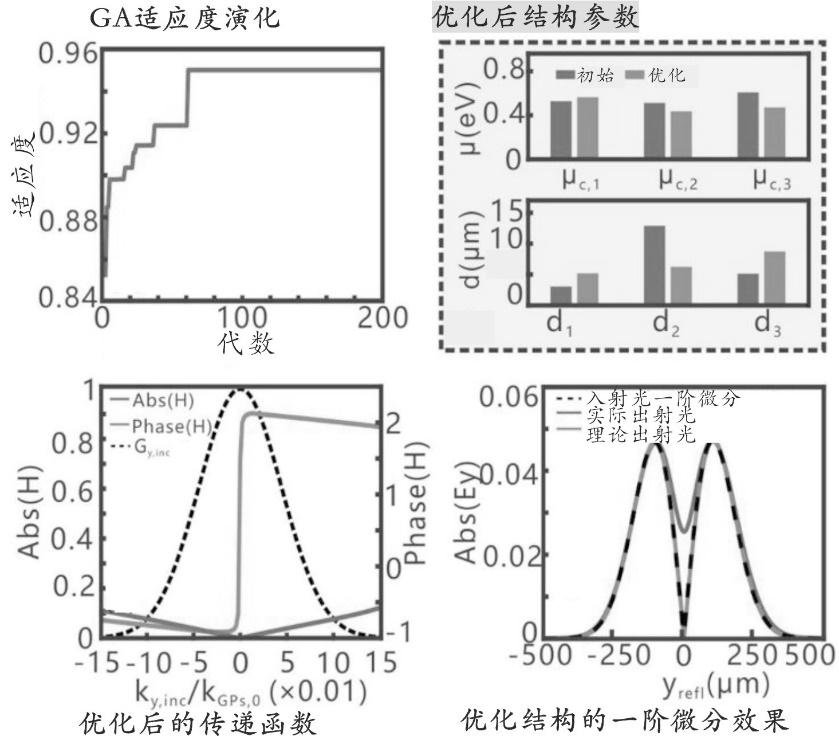 GA适应度演化
0.96
0.92
0.88
0.84
适应度
0
100
200
代数
优化后结构参数
0.8
0.4
0
μ(eV)
初始
优化
μc,1
μc,2
μc,3
15
10
0
d(μm)
d1
d2
d3
1
0.8
0.6
0.4
0.2
0
Abs(H)
Abs(H)
Phase(H)
Gy,inc
2
1
0
-1
Phase(H)
-15
-10
-5
0
5
10
15
ky,inc/kGPs,0 (×0.01)
优化后的传递函数
0.06
0.04
0.02
0
Abs(Ey)
入射光一阶微分
实际出射光
理论出射光
-500
-250
0
250
500
yrefl(μm)
优化结构的一阶微分效果